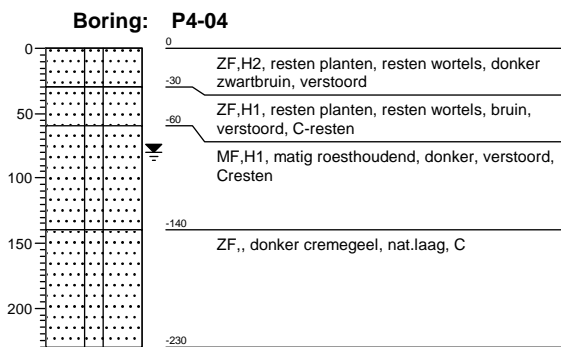 Boring: P4-04
0
0
ZF,H2, resten planten, resten wortels, donker
zwartbruin, verstoord
-30
ZF,H1, resten planten, resten wortels, bruin,
verstoord, C-resten
50
-60
MF,H1, matig roesthoudend, donker, verstoord,
Cresten
100
-140
150
ZF,, donker cremegeel, nat.laag, C
200
-230